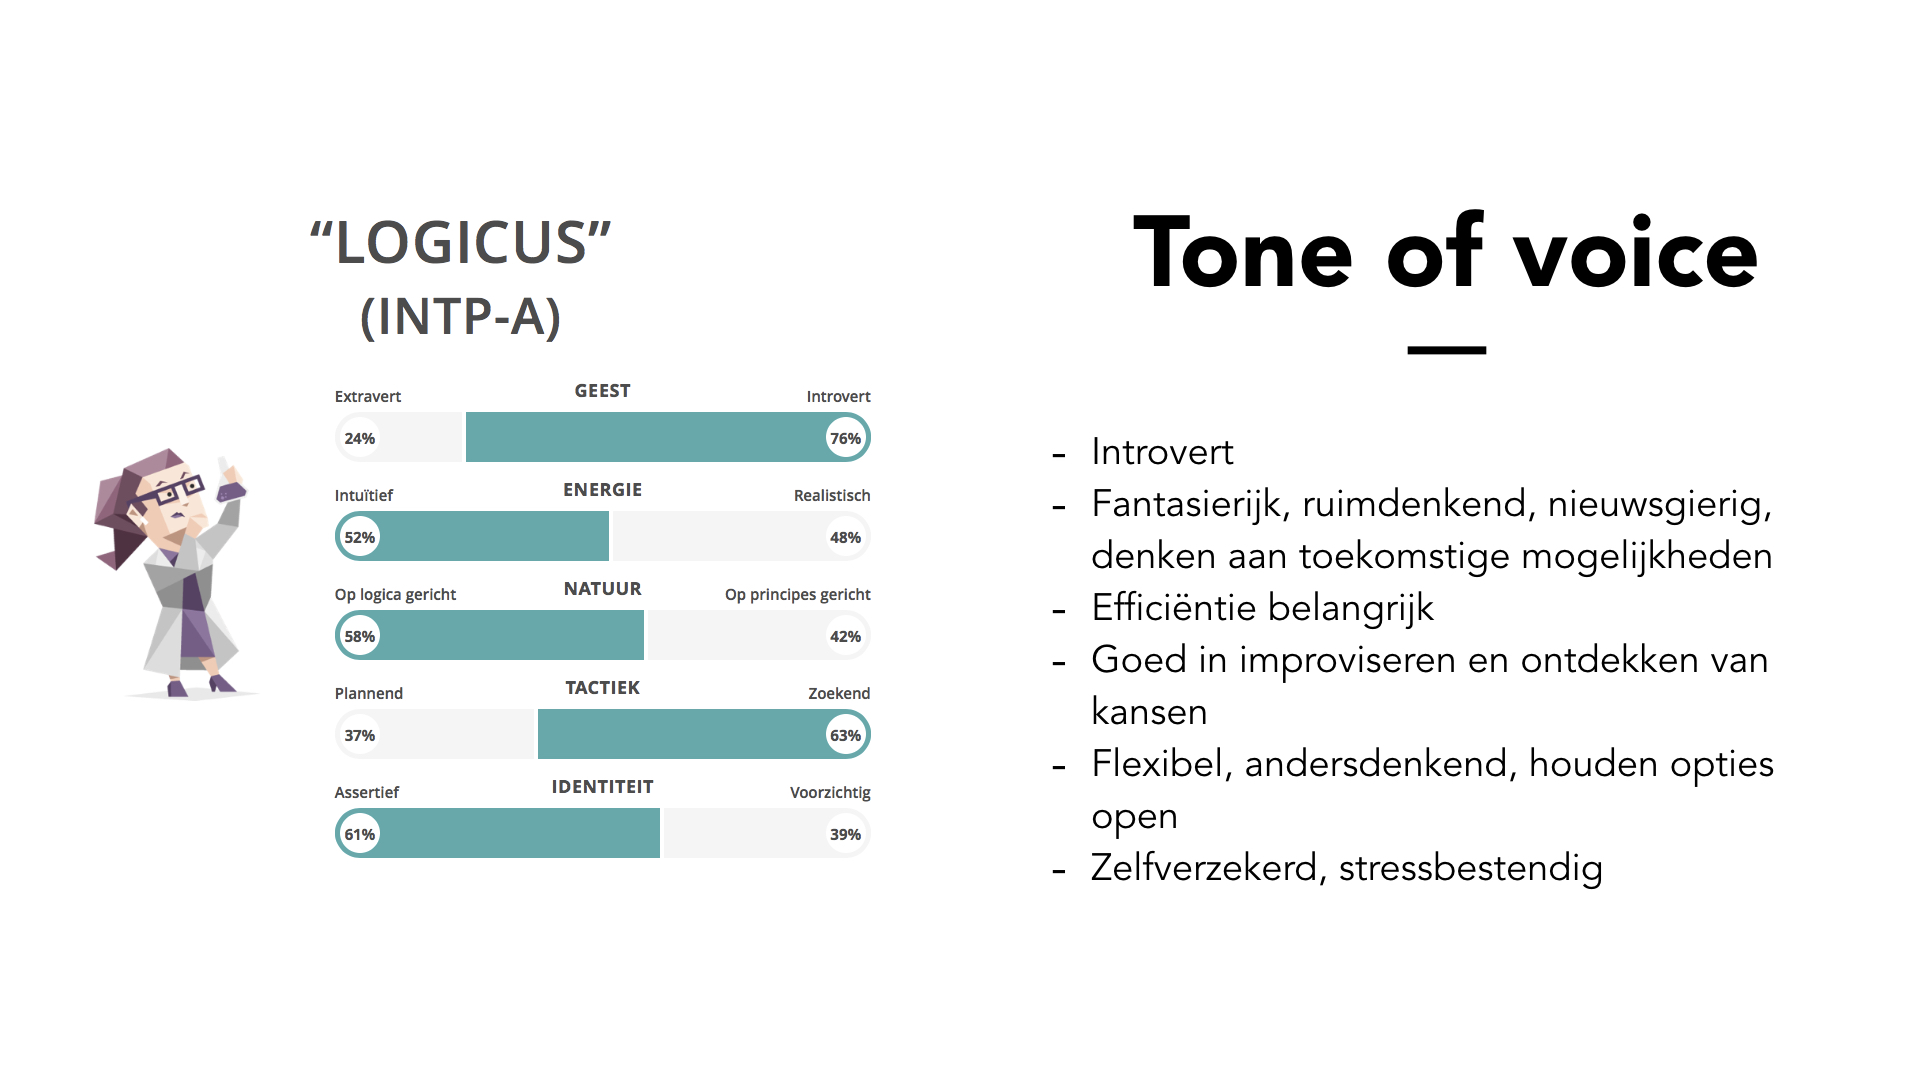 “LOGICUS”
(INTP-A)
Extravert GEEST Introvert
24% 76%
Intuïtief ENERGIE Realistisch
52% 48%
Op logica gericht NATUUR Op principes gericht
58% 42%
Plannend TACTIEK Zoekend
37% 63%
Assertief IDENTITEIT Voorzichtig
61% 39%
Tone of voice
- Introvert
- Fantasierijk, ruimdenkend, nieuwsgierig,
denken aan toekomstige mogelijkheden
- Efficiëntie belangrijk
- Goed in improviseren en ontdekken van
kansen
- Flexibel, andersdenkend, houden opties
open
- Zelfverzekerd, stressbestendig